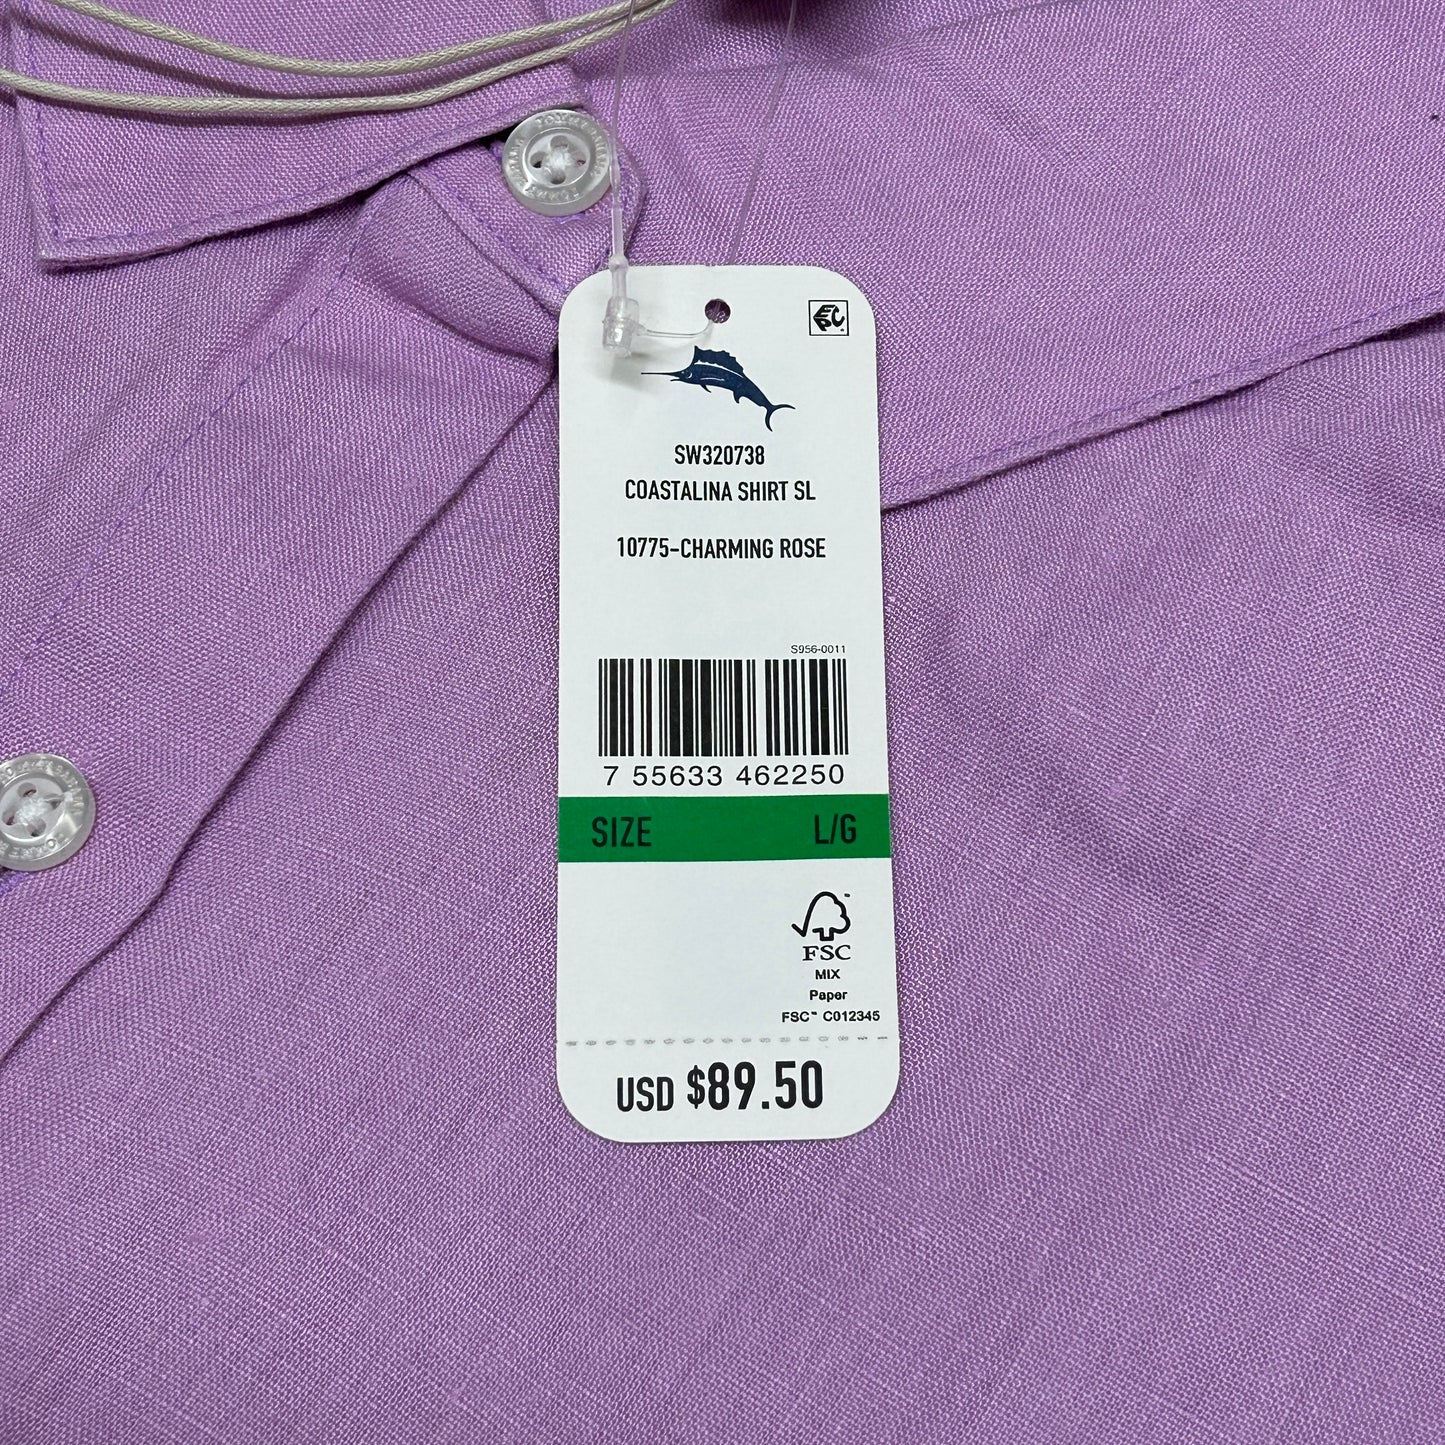 EPC
SW320738
COASTALINA SHIRT SL
10775-CHARMING ROSE
S956-0011
7 55633 462250
SIZE L/G
FSC
MIX
Paper
FSC™ C012345
USD $89.50